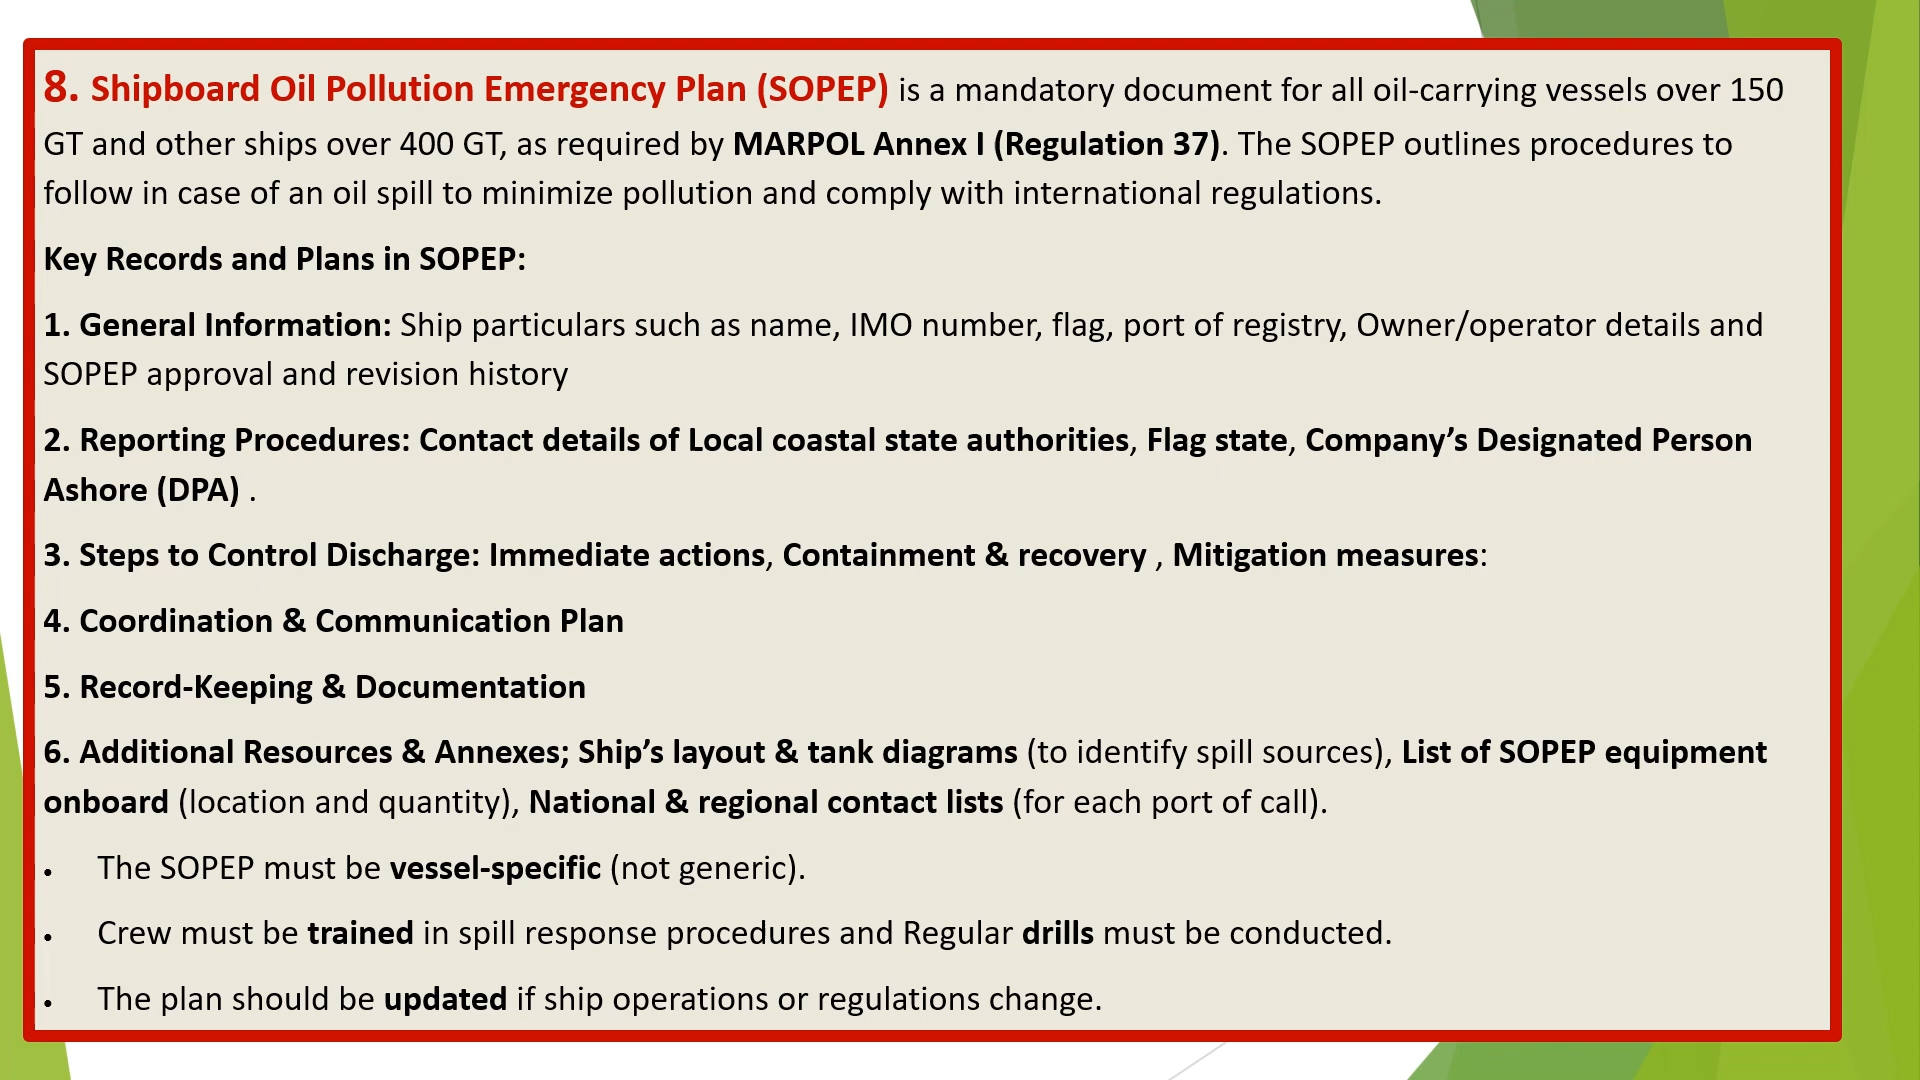 8. Shipboard Oil Pollution Emergency Plan (SOPEP) is a mandatory document for all oil-carrying vessels over 150
GT and other ships over 400 GT, as required by MARPOL Annex I (Regulation 37). The SOPEP outlines procedures to
follow in case of an oil spill to minimize pollution and comply with international regulations.
Key Records and Plans in SOPEP:
1. General Information: Ship particulars such as name, IMO number, flag, port of registry, Owner/operator details and
SOPEP approval and revision history
2. Reporting Procedures: Contact details of Local coastal state authorities, Flag state, Company’s Designated Person
Ashore (DPA) .
3. Steps to Control Discharge: Immediate actions, Containment & recovery , Mitigation measures:
4. Coordination & Communication Plan
5. Record-Keeping & Documentation
6. Additional Resources & Annexes; Ship’s layout & tank diagrams (to identify spill sources), List of SOPEP equipment
onboard (location and quantity), National & regional contact lists (for each port of call).
• The SOPEP must be vessel-specific (not generic).
• Crew must be trained in spill response procedures and Regular drills must be conducted.
• The plan should be updated if ship operations or regulations change.